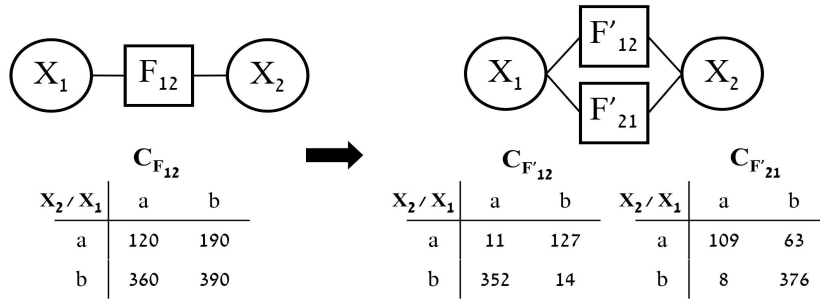 X₁ F₁₂ X₂
X₁ F'₁₂ X₂
F'₂₁
C_F₁₂
X₂ / X₁ a b
a 120 190
b 360 390
C_F'₁₂
X₂ / X₁ a b
a 11 127
b 352 14
C_F'₂₁
X₂ / X₁ a b
a 109 63
b 8 376